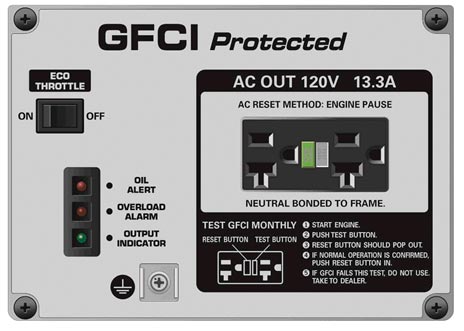 GFCI Protected
ECO
THROTTLE
ON OFF
AC OUT 120V 13.3A
AC RESET METHOD: ENGINE PAUSE
NEUTRAL BONDED TO FRAME.
OIL
ALERT
OVERLOAD
ALARM
OUTPUT
INDICATOR
TEST GFCI MONTHLY
RESET BUTTON TEST BUTTON
1 START ENGINE.
2 PUSH TEST BUTTON.
3 RESET BUTTON SHOULD POP OUT.
4 IF NORMAL OPERATION IS CONFIRMED,
PUSH RESET BUTTON IN.
5 IF GFCI FAILS THIS TEST, DO NOT USE.
TAKE TO DEALER.